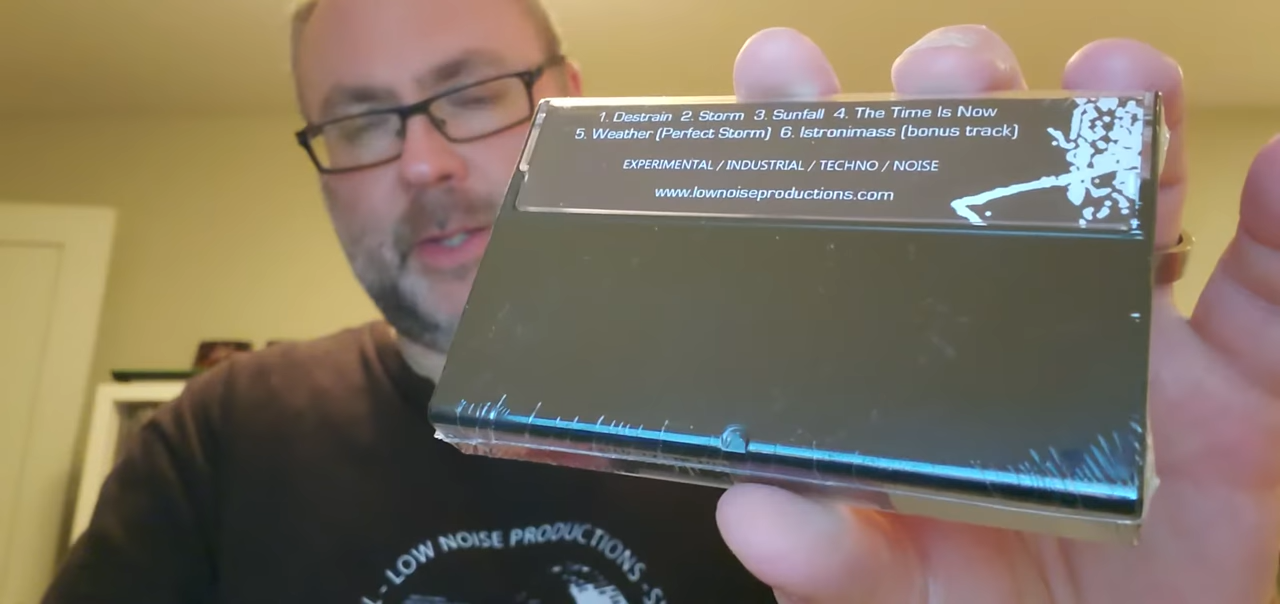 1. Destrain 2. Storm 3. Sunfall 4. The Time Is Now
5. Weather (Perfect Storm) 6. Istronimass (bonus track)
EXPERIMENTAL / INDUSTRIAL / TECHNO / NOISE
www.lownoiseproductions.com
- LOW NOISE PRODUCTIONS -